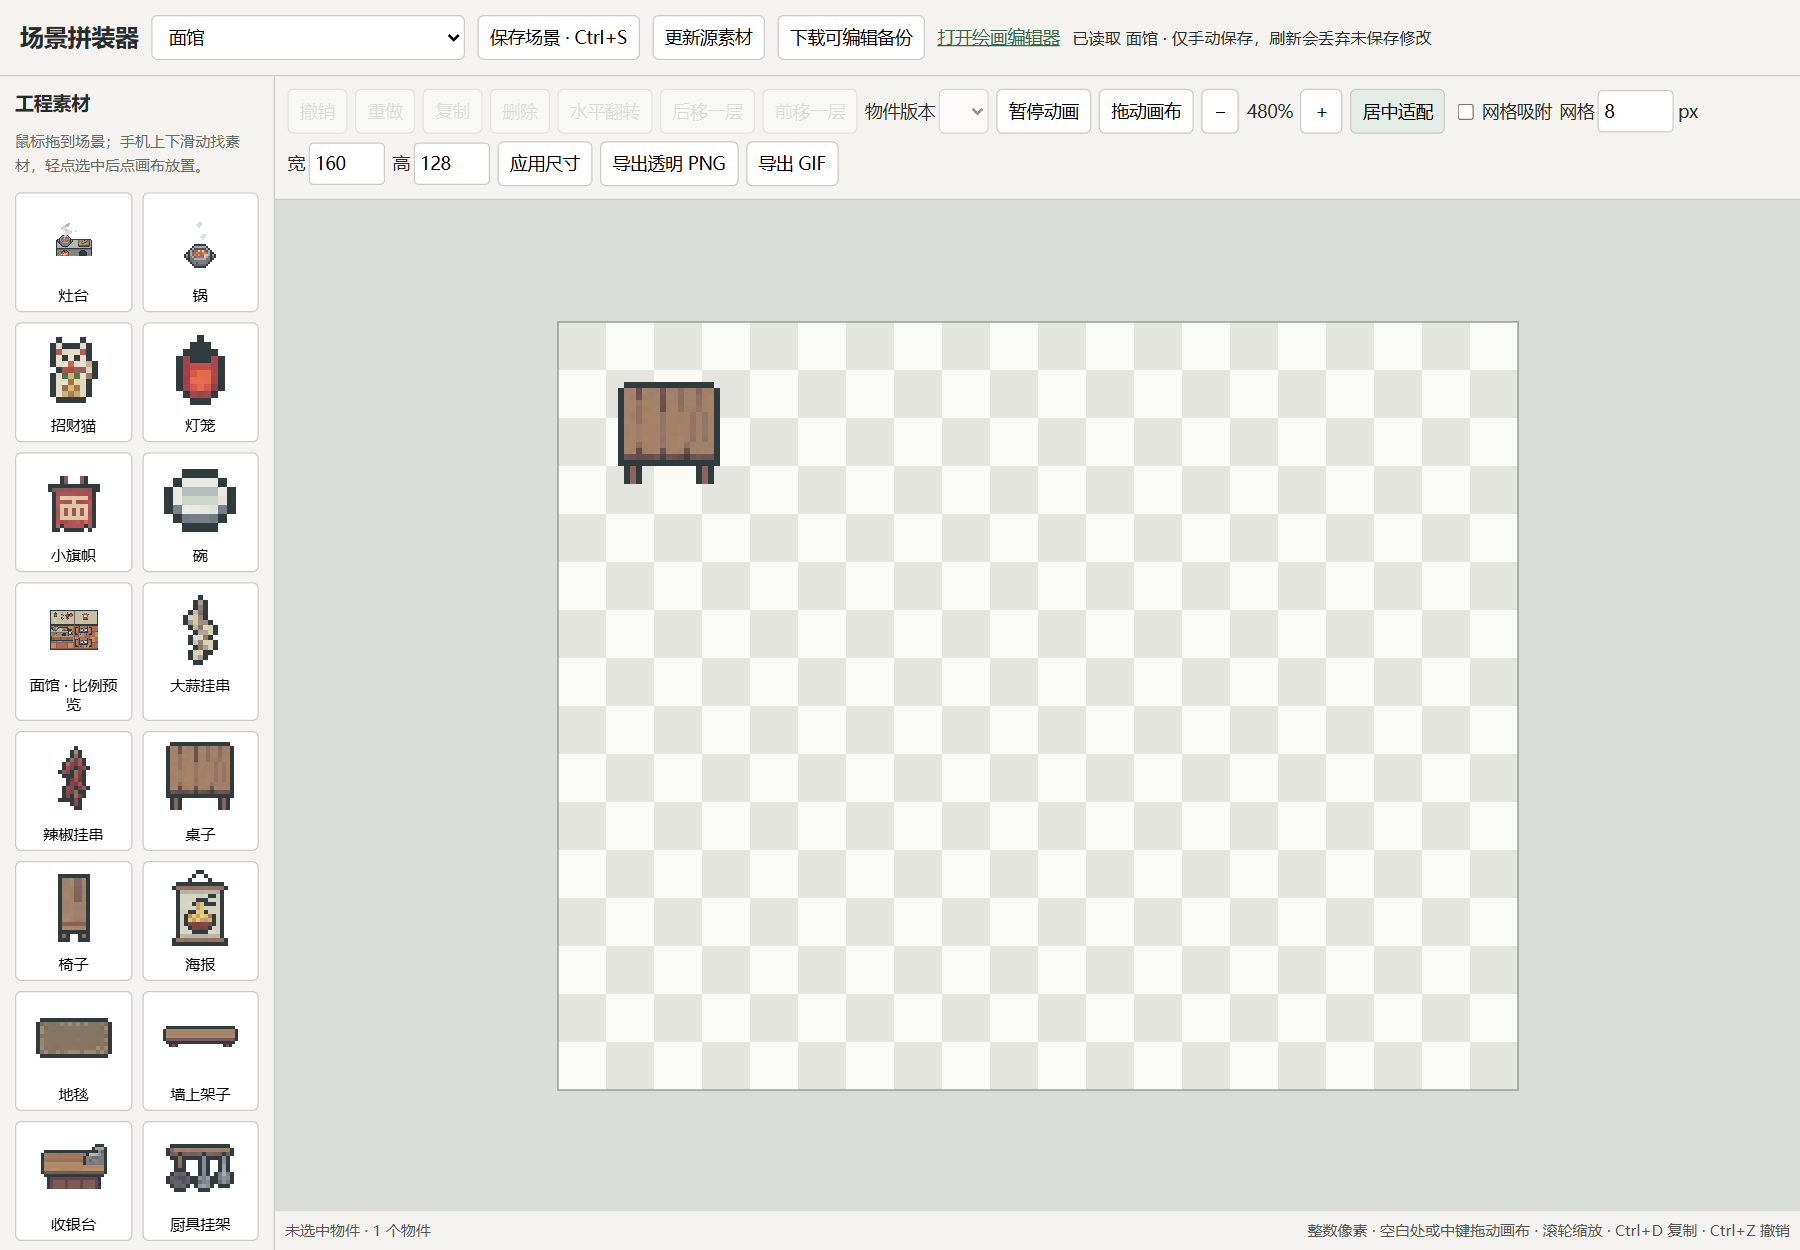 场景拼装器
面馆
保存场景 · Ctrl+S
更新源素材
下载可编辑备份
打开绘画编辑器
已读取 面馆 · 仅手动保存，刷新会丢弃未保存修改
工程素材
鼠标拖到场景；手机上下滑动找素
材，轻点选中后点画布放置。
撤销
重做
复制
删除
水平翻转
后移一层
前移一层
物件版本
暂停动画
拖动画布
−
480%
+
居中适配
网格吸附
网格
8
px
宽
160
高
128
应用尺寸
导出透明 PNG
导出 GIF
灶台
锅
招财猫
灯笼
小旗帜
碗
面馆 · 比例预
览
大蒜挂串
辣椒挂串
桌子
椅子
海报
地毯
墙上架子
收银台
厨具挂架
未选中物件 · 1 个物件
整数像素 · 空白处或中键拖动画布 · 滚轮缩放 · Ctrl+D 复制 · Ctrl+Z 撤销